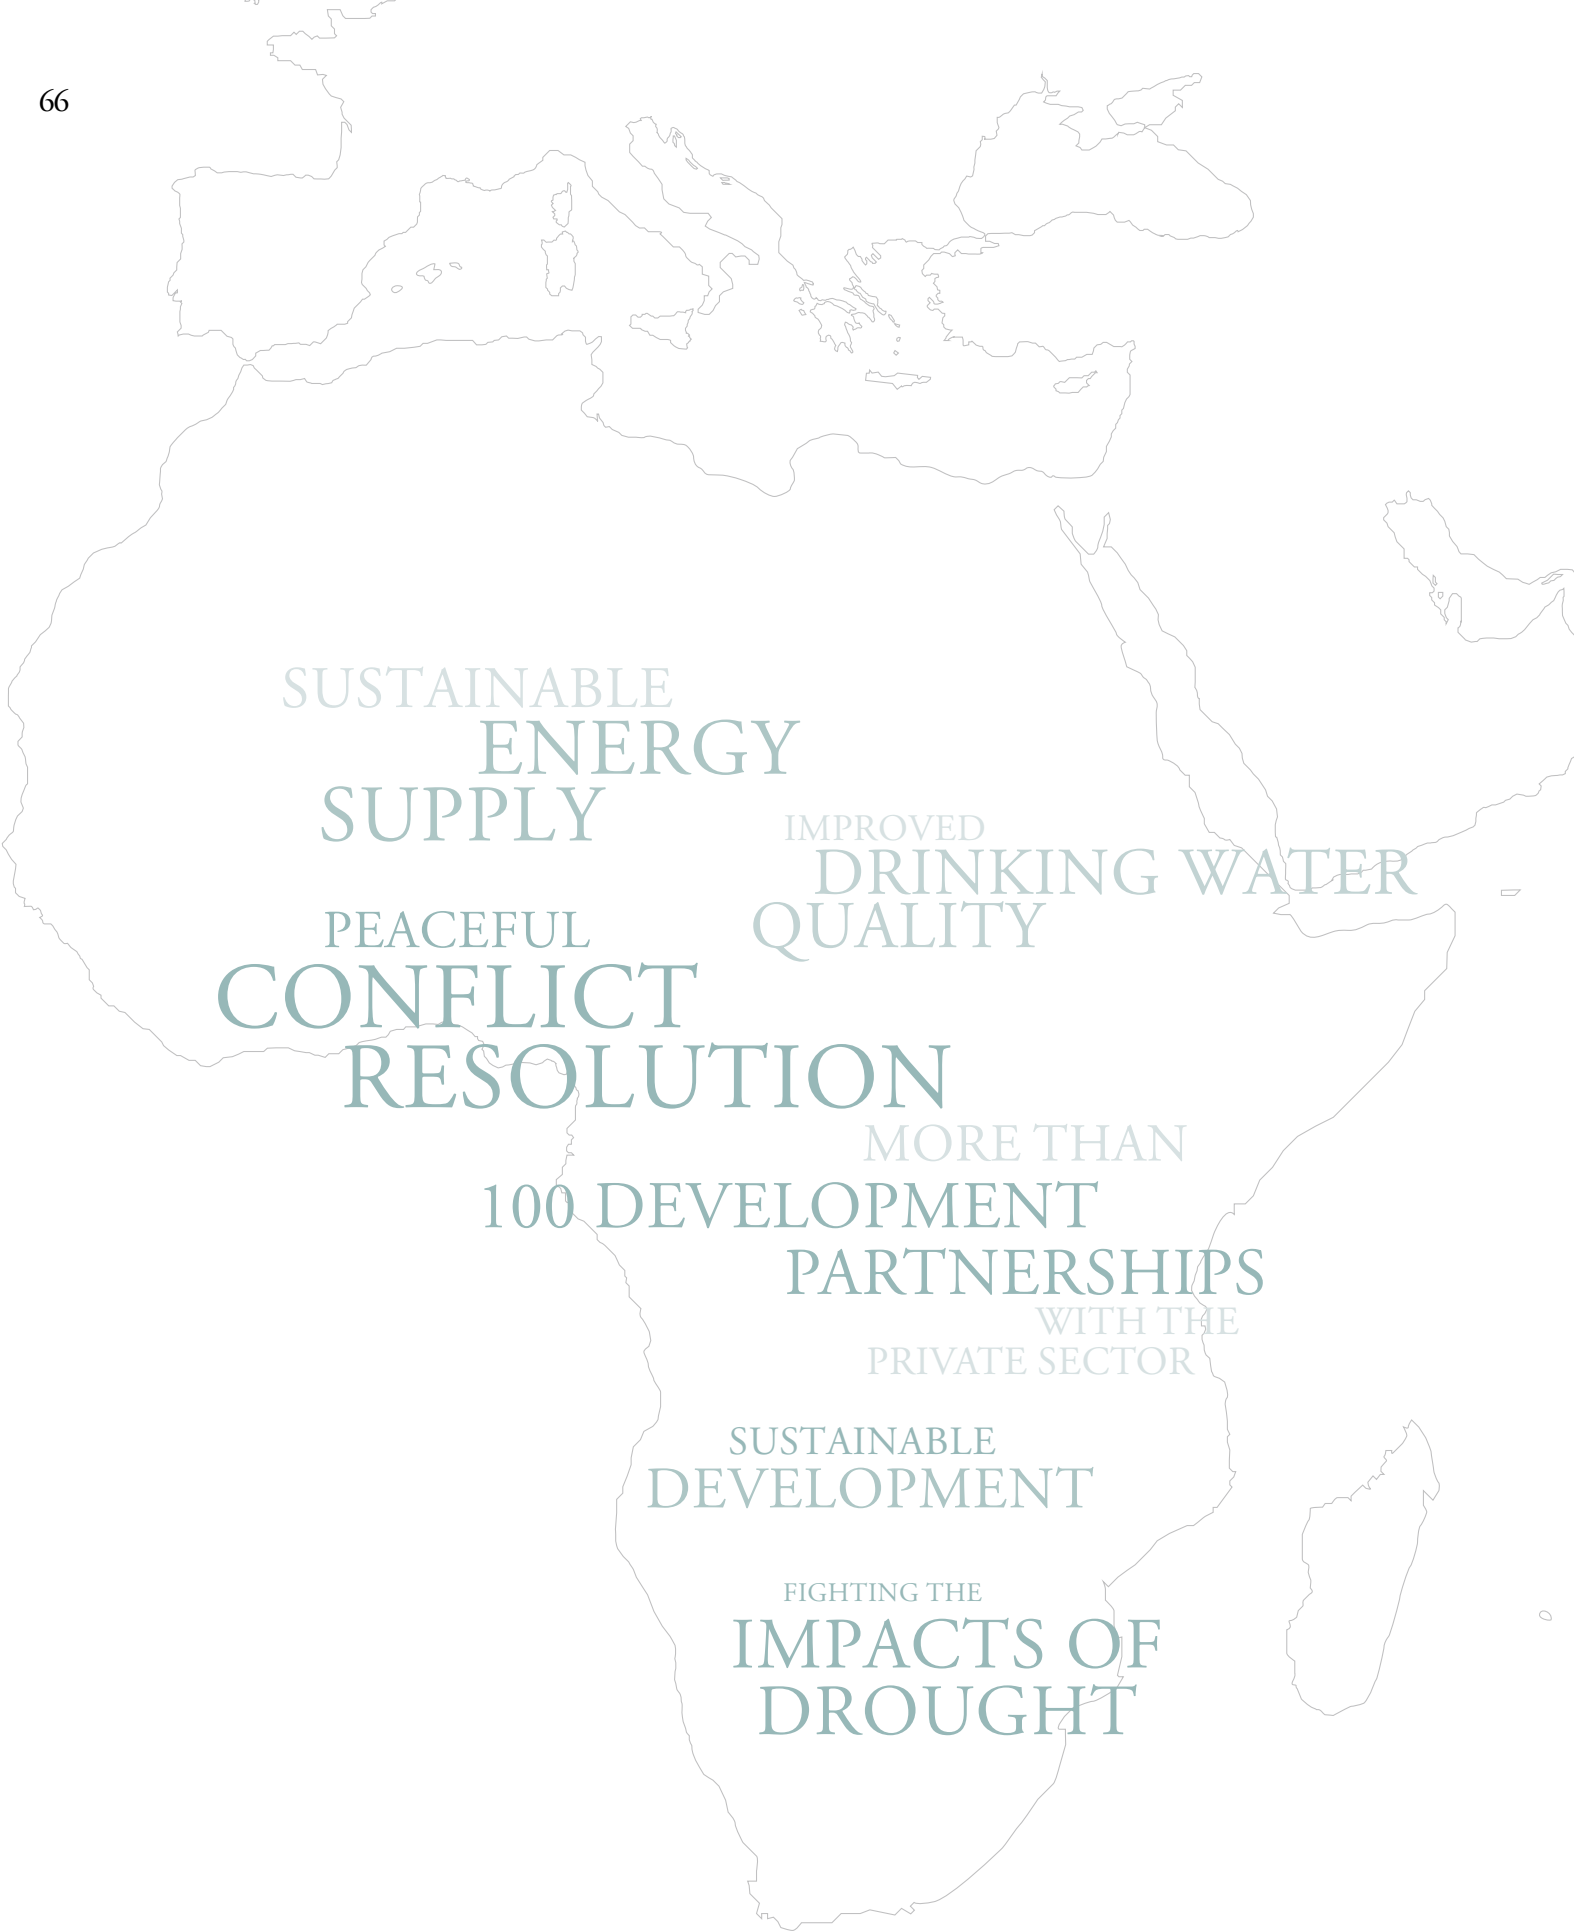 66
SUSTAINABLE
ENERGY
SUPPLY
IMPROVED
DRINKING WATER
QUALITY
PEACEFUL
CONFLICT
RESOLUTION
MORE THAN
100 DEVELOPMENT
PARTNERSHIPS
WITH THE
PRIVATE SECTOR
SUSTAINABLE
DEVELOPMENT
FIGHTING THE
IMPACTS OF
DROUGHT